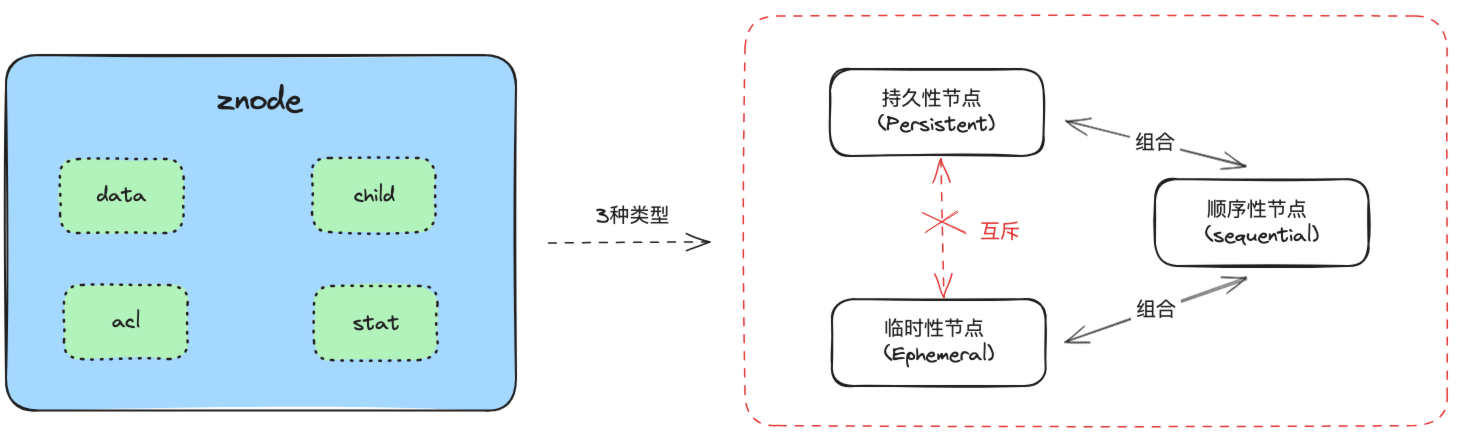 znode
data
child
acl
stat
3种类型
持久性节点
(Persistent)
组合
顺序性节点
(sequential)
互斥
组合
临时性节点
(Ephemeral)